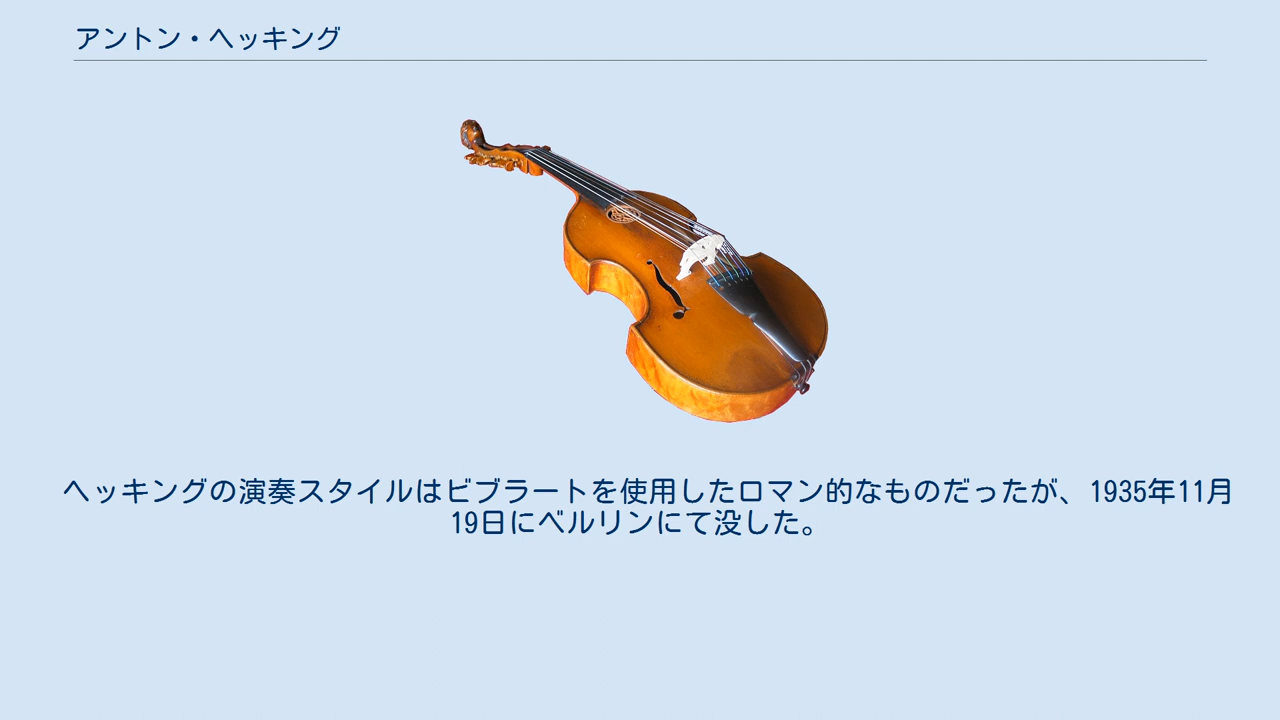 アントン・ヘッキング
ヘッキングの演奏スタイルはビブラートを使用したロマン的なものだったが、1935年11月
19日にベルリンにて没した。